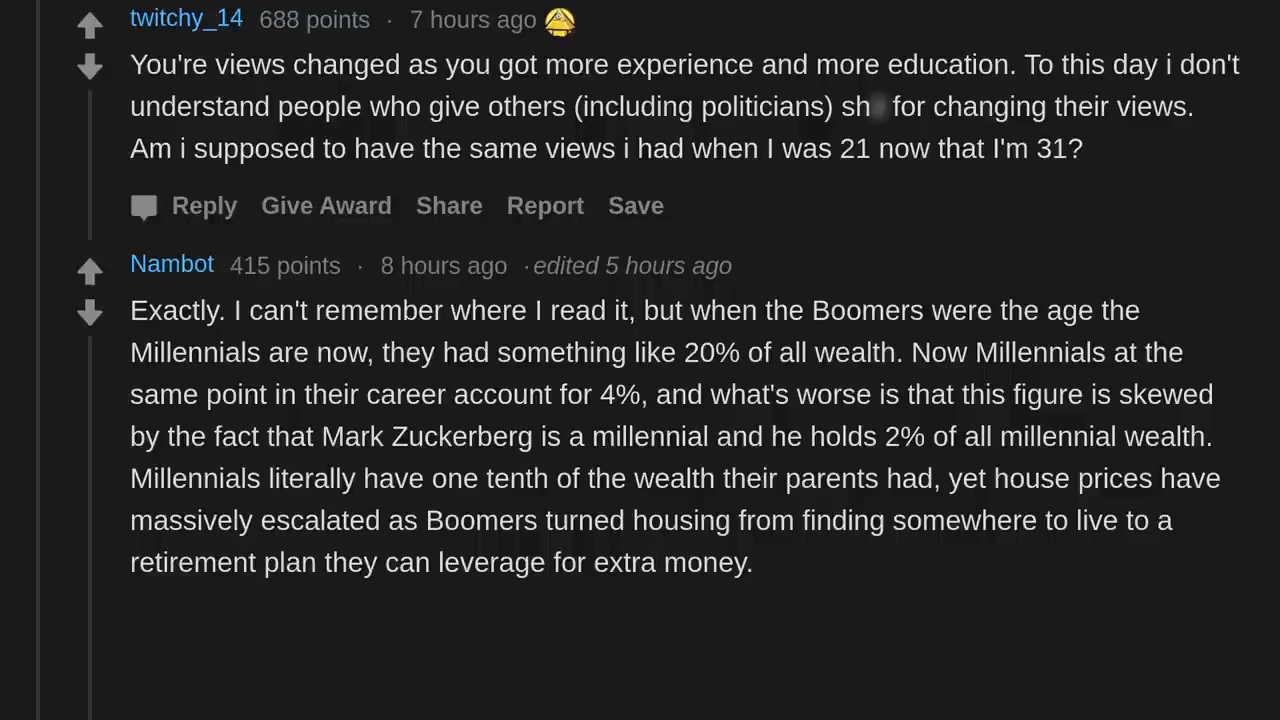 twitchy_14 688 points · 7 hours ago
You're views changed as you got more experience and more education. To this day i don't
understand people who give others (including politicians) sh for changing their views.
Am i supposed to have the same views i had when I was 21 now that I'm 31?
Reply Give Award Share Report Save
Nambot 415 points · 8 hours ago · edited 5 hours ago
Exactly. I can't remember where I read it, but when the Boomers were the age the
Millennials are now, they had something like 20% of all wealth. Now Millennials at the
same point in their career account for 4%, and what's worse is that this figure is skewed
by the fact that Mark Zuckerberg is a millennial and he holds 2% of all millennial wealth.
Millennials literally have one tenth of the wealth their parents had, yet house prices have
massively escalated as Boomers turned housing from finding somewhere to live to a
retirement plan they can leverage for extra money.